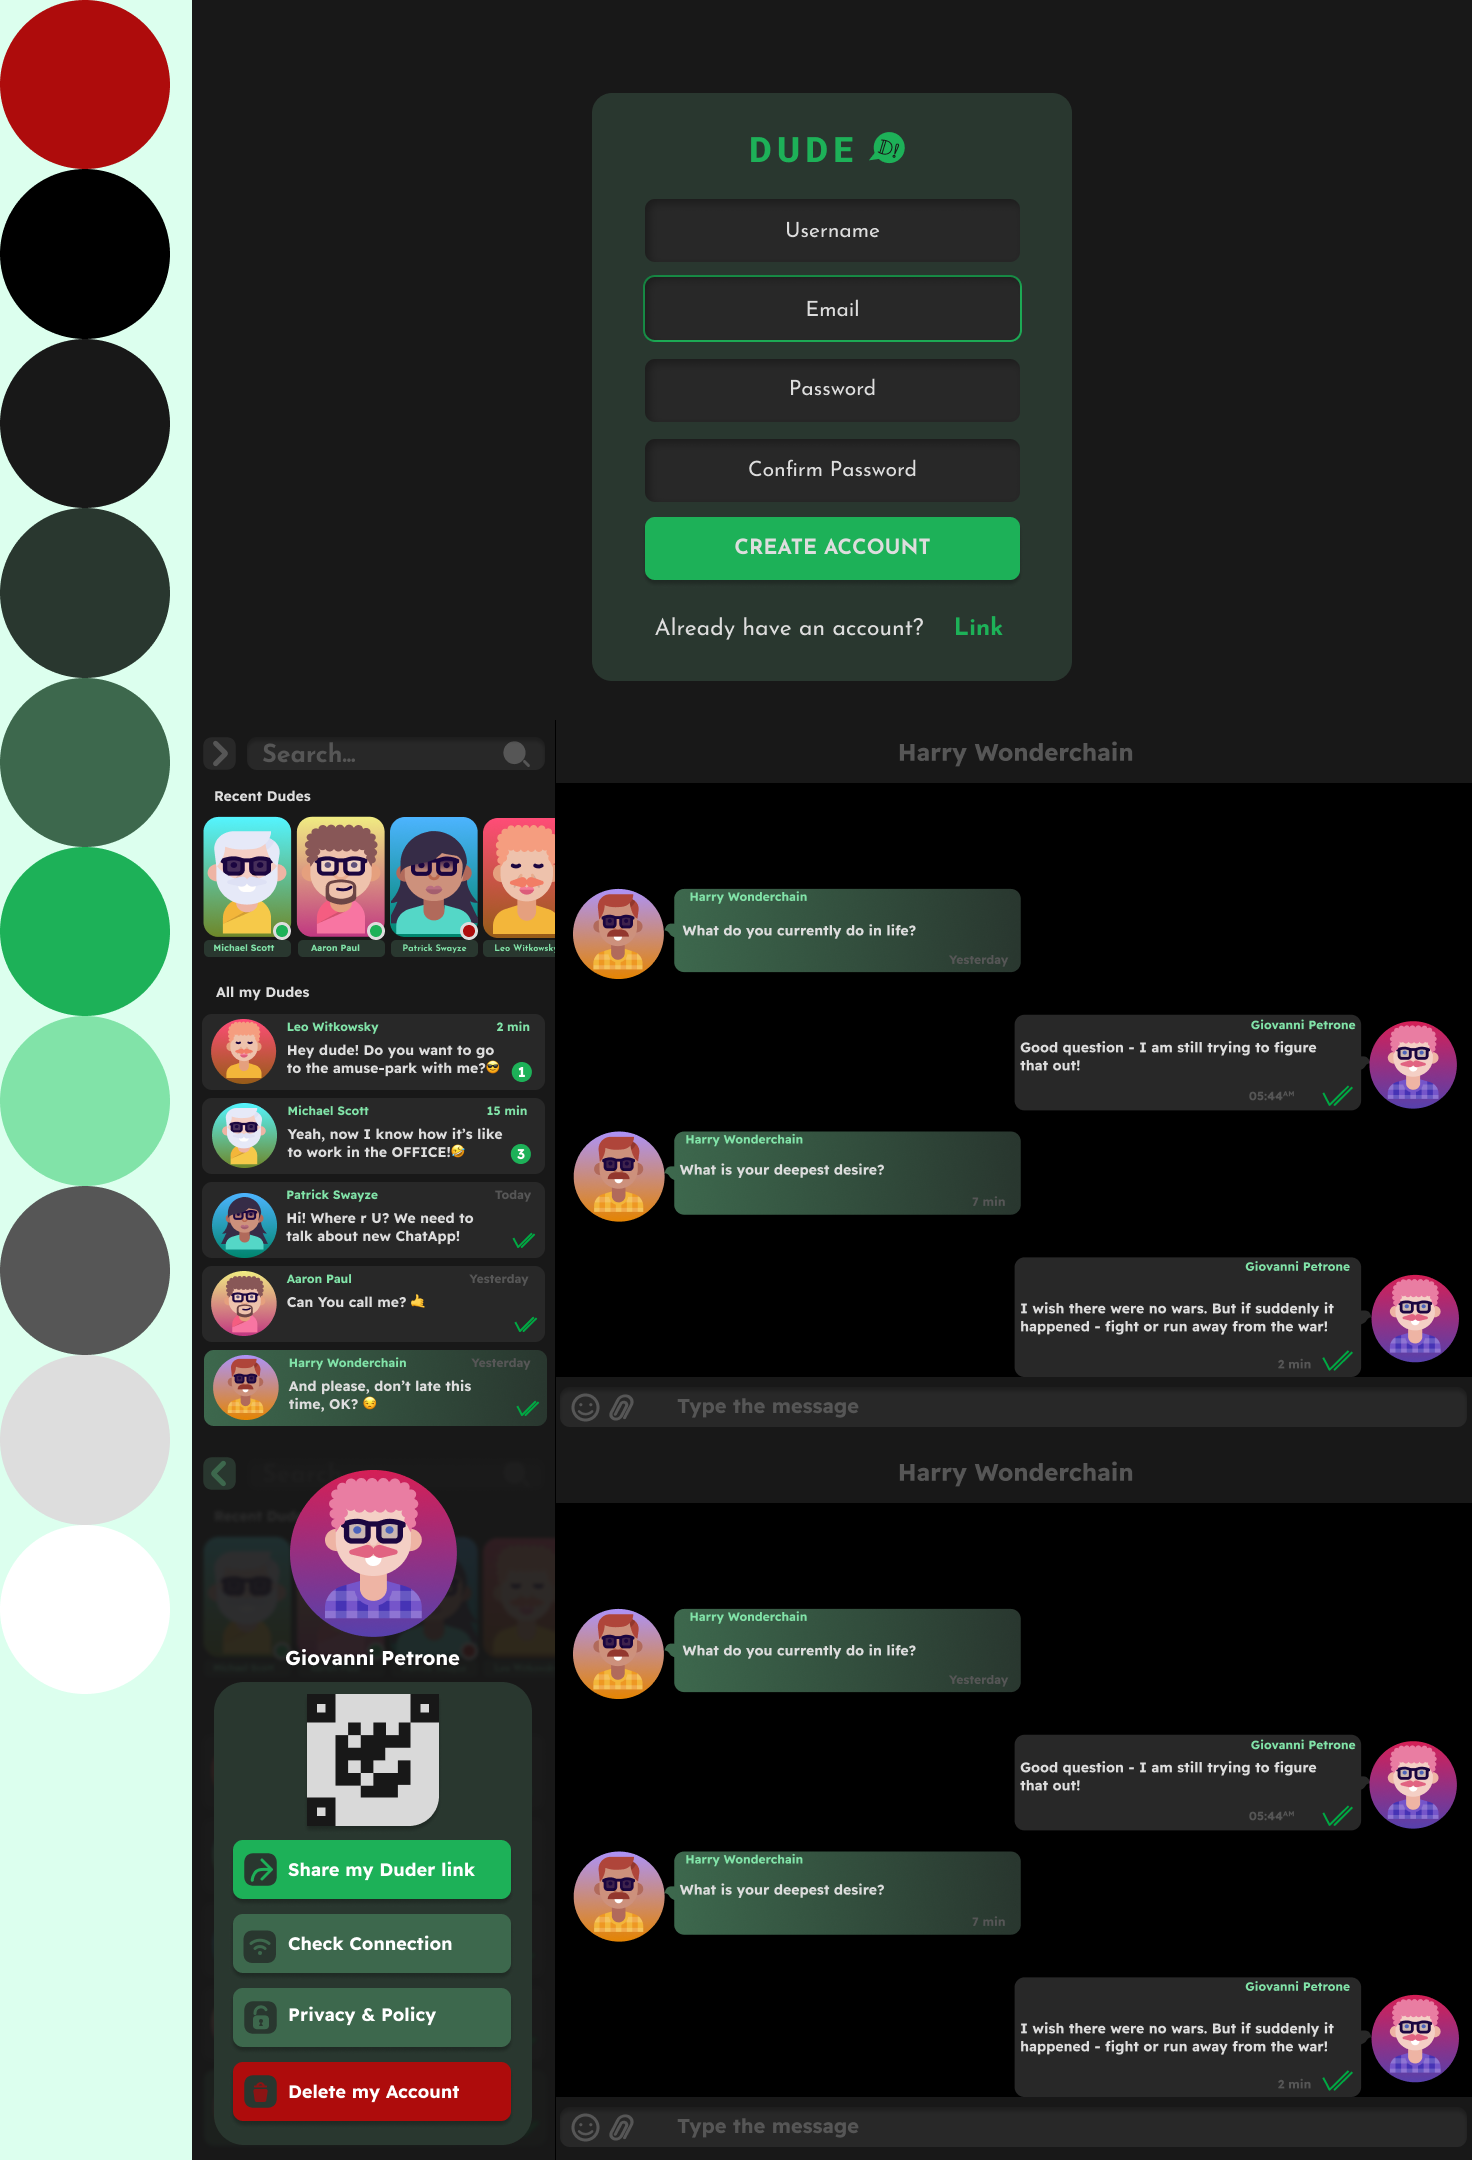 DUDE D!
Username
Email
Password
Confirm Password
CREATE ACCOUNT
Already have an account? Link
Search...
Recent Dudes
Michael Scott
Aaron Paul
Patrick Swayze
Leo Witkowsky
All my Dudes
Leo Witkowsky 2 min
Hey dude! Do you want to go
to the amuse-park with me?😎 1
Michael Scott 15 min
Yeah, now I know how it's like
to work in the OFFICE!🤣 3
Patrick Swayze Today
Hi! Where r U? We need to
talk about new ChatApp!
Aaron Paul Yesterday
Can You call me? 🤙
Harry Wonderchain Yesterday
And please, don't late this
time, OK? 😏
Harry Wonderchain
Harry Wonderchain
What do you currently do in life?
Yesterday
Giovanni Petrone
Good question - I am still trying to figure
that out!
05:44AM
Harry Wonderchain
What is your deepest desire?
7 min
Giovanni Petrone
I wish there were no wars. But if suddenly it
happened - fight or run away from the war!
2 min
Type the message
Search
Recent Dud
Giovanni Petrone
Share my Duder link
Check Connection
Privacy & Policy
Delete my Account
Harry Wonderchain
Harry Wonderchain
What do you currently do in life?
Yesterday
Giovanni Petrone
Good question - I am still trying to figure
that out!
05:44AM
Harry Wonderchain
What is your deepest desire?
7 min
Giovanni Petrone
I wish there were no wars. But if suddenly it
happened - fight or run away from the war!
2 min
Type the message